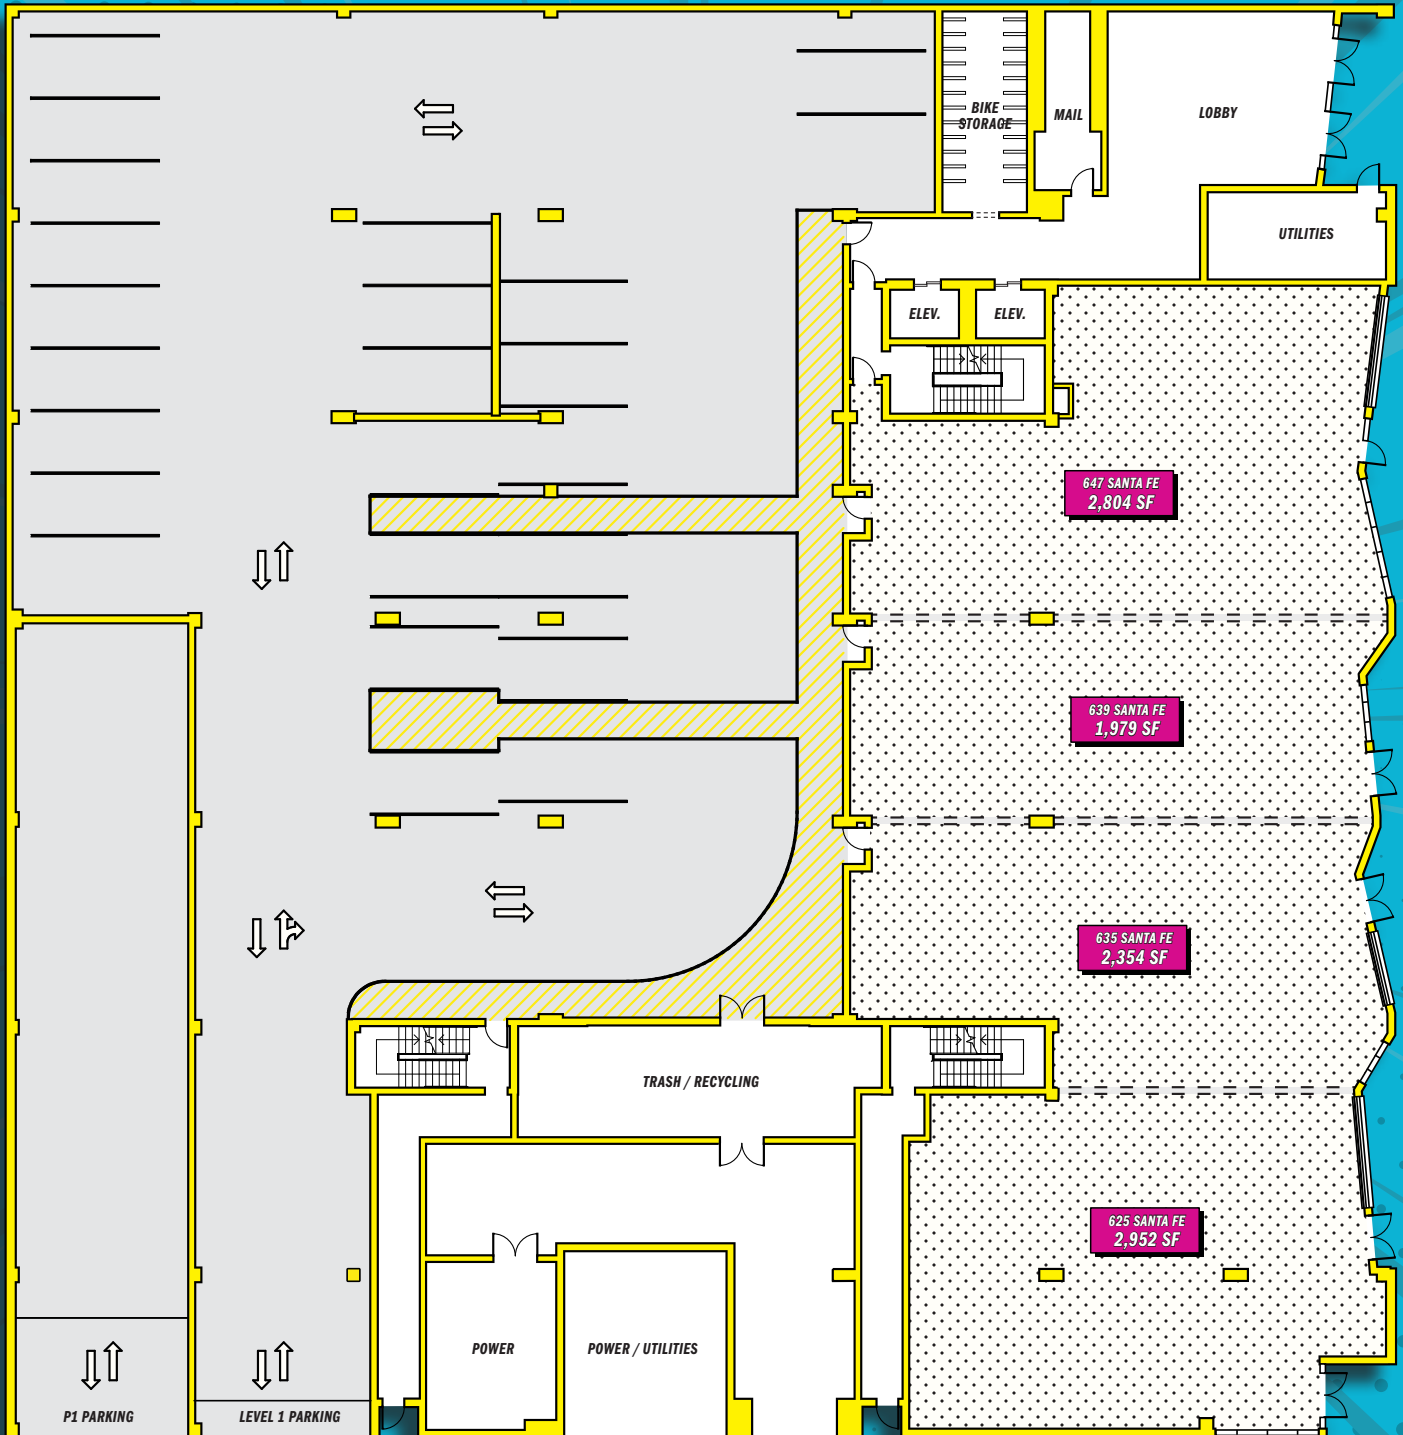 BIKE
STORAGE
MAIL
LOBBY
UTILITIES
ELEV.
ELEV.
647 SANTA FE
2,804 SF
639 SANTA FE
1,979 SF
635 SANTA FE
2,354 SF
TRASH / RECYCLING
625 SANTA FE
2,952 SF
POWER
POWER / UTILITIES
P1 PARKING
LEVEL 1 PARKING